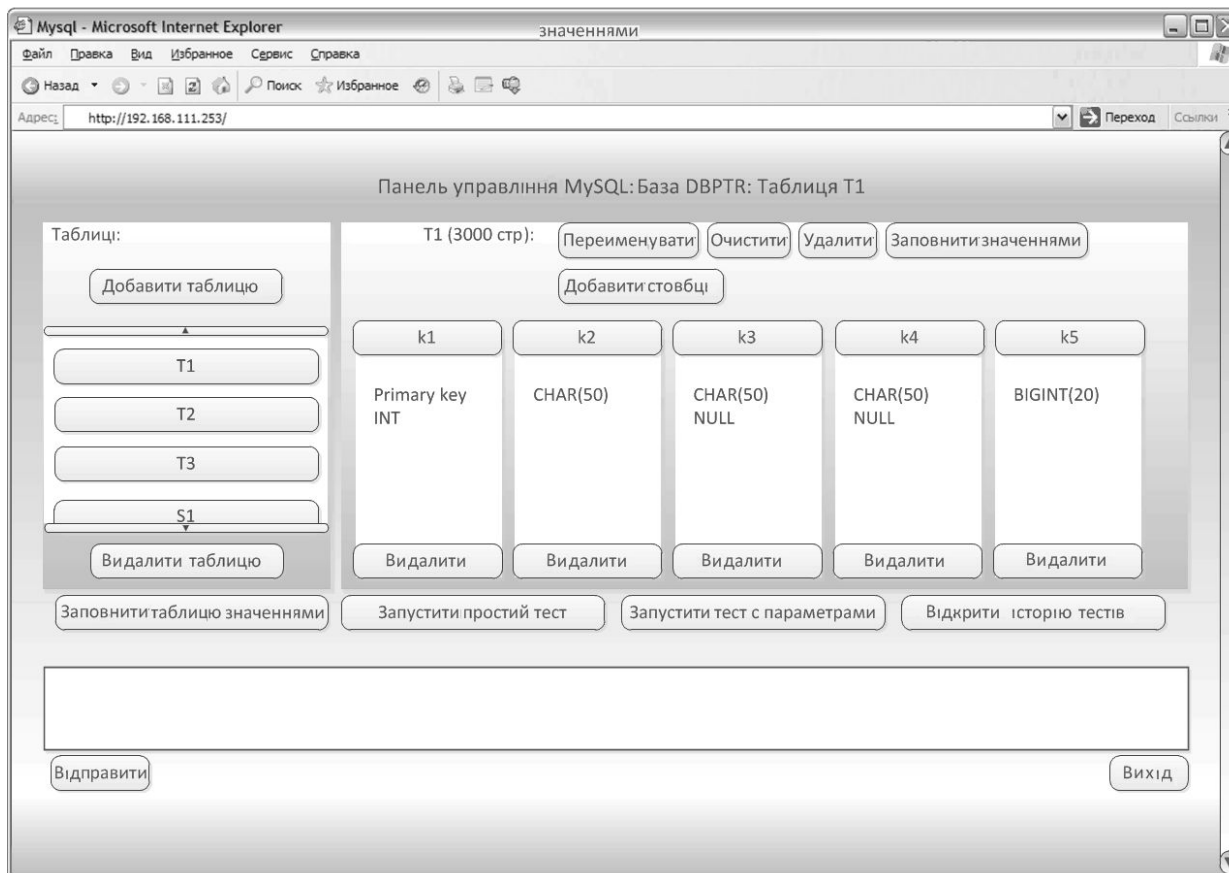 Mysql - Microsoft Internet Explorer
значеннями
Файл Правка Вид Избранное Сервис Справка
Назад Поиск Избранное
Адрес: http://192.168.111.253/ Переход Ссылки
Панель управління MySQL: База DBPTR: Таблиця T1
Таблиці:
T1 (3000 стр): Переименувати Очистити Удалити Заповнити значеннями
Добавити таблицю
Добавити стовбці
k1 k2 k3 k4 k5
T1
Primary key CHAR(50) CHAR(50) CHAR(50) BIGINT(20)
INT NULL NULL
T2
T3
S1
Видалити таблицю
Видалити Видалити Видалити Видалити Видалити
Заповнити таблицю значеннями Запустити простий тест Запустити тест с параметрами Відкрити історію тестів
Відправити Вихід